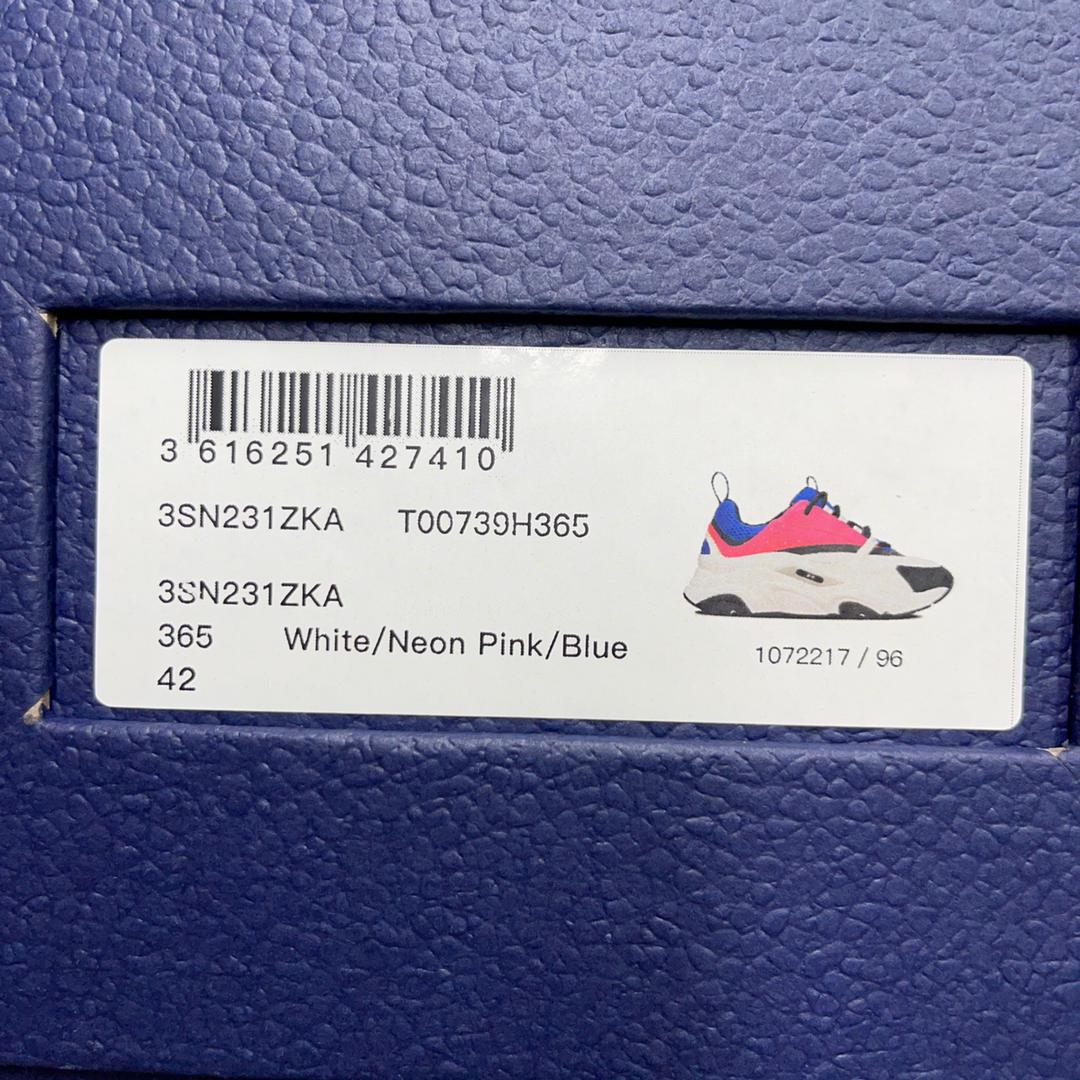 3 616251 427410
3SN231ZKA T00739H365
3SN231ZKA
365 White/Neon Pink/Blue
42
1072217 / 96